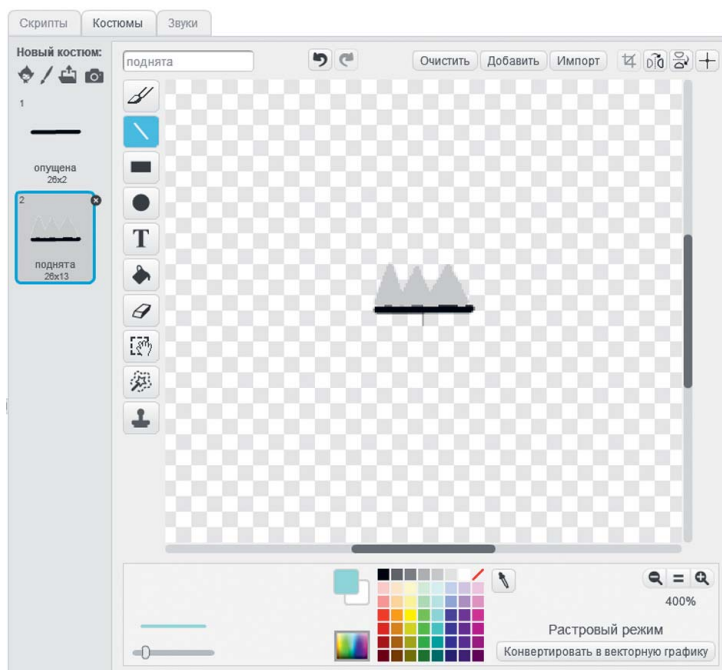 Скрипты Костюмы Звуки
Новый костюм:
поднята
Очистить Добавить Импорт
1
опущена
26x2
2
поднята
26x13
T
400%
Растровый режим
Конвертировать в векторную графику